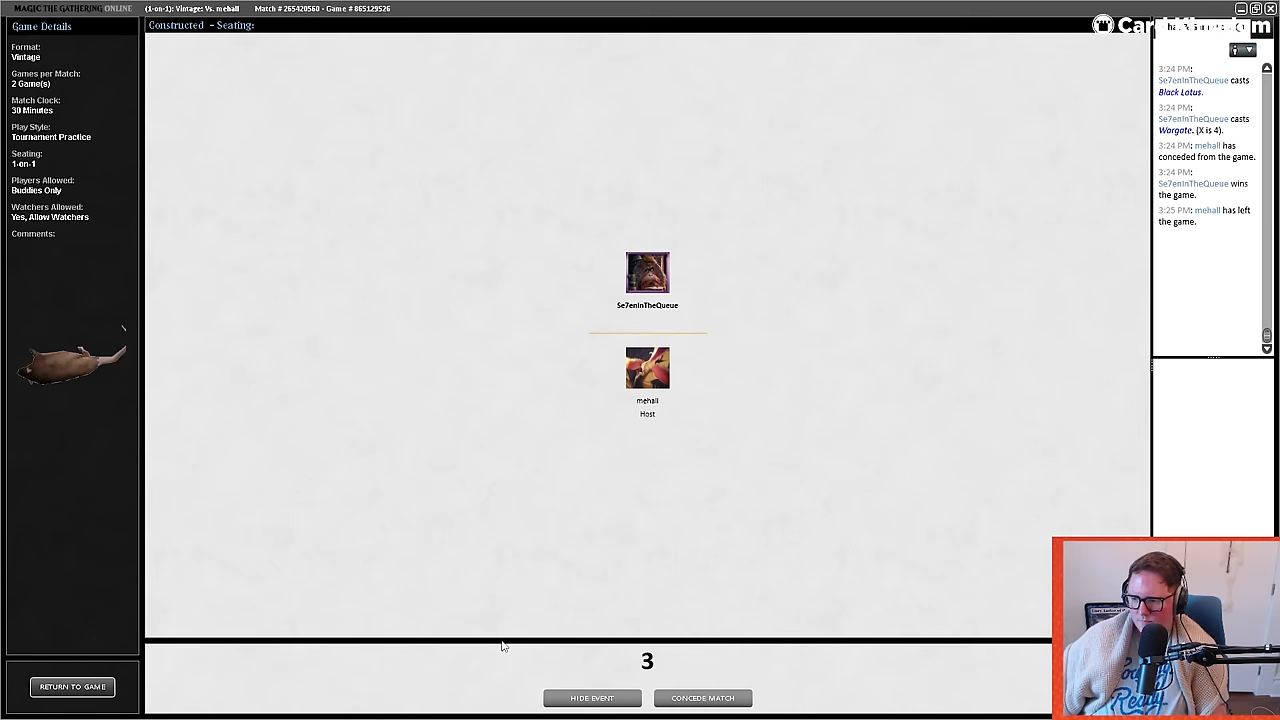 MAGIC THE GATHERING ONLINE
(1-on-1): Vintage: Vs. mehall
Match # 265420560 - Game # 865129526
Game Details
Format:
Vintage
Games per Match:
2 Game(s)
Match Clock:
30 Minutes
Play Style:
Tournament Practice
Seating:
1-on-1
Players Allowed:
Buddies Only
Watchers Allowed:
Yes, Allow Watchers
Comments:
RETURN TO GAME
Constructed - Seating:
Se7enInTheQueue
mehall
Host
3
HIDE EVENT
CONCEDE MATCH
3:24 PM:
Se7enInTheQueue casts
Black Lotus.
3:24 PM:
Se7enInTheQueue casts
Wargate. (X is 4).
3:24 PM: mehall has
conceded from the game.
3:24 PM:
Se7enInTheQueue wins
the game.
3:25 PM: mehall has left
the game.
Ready